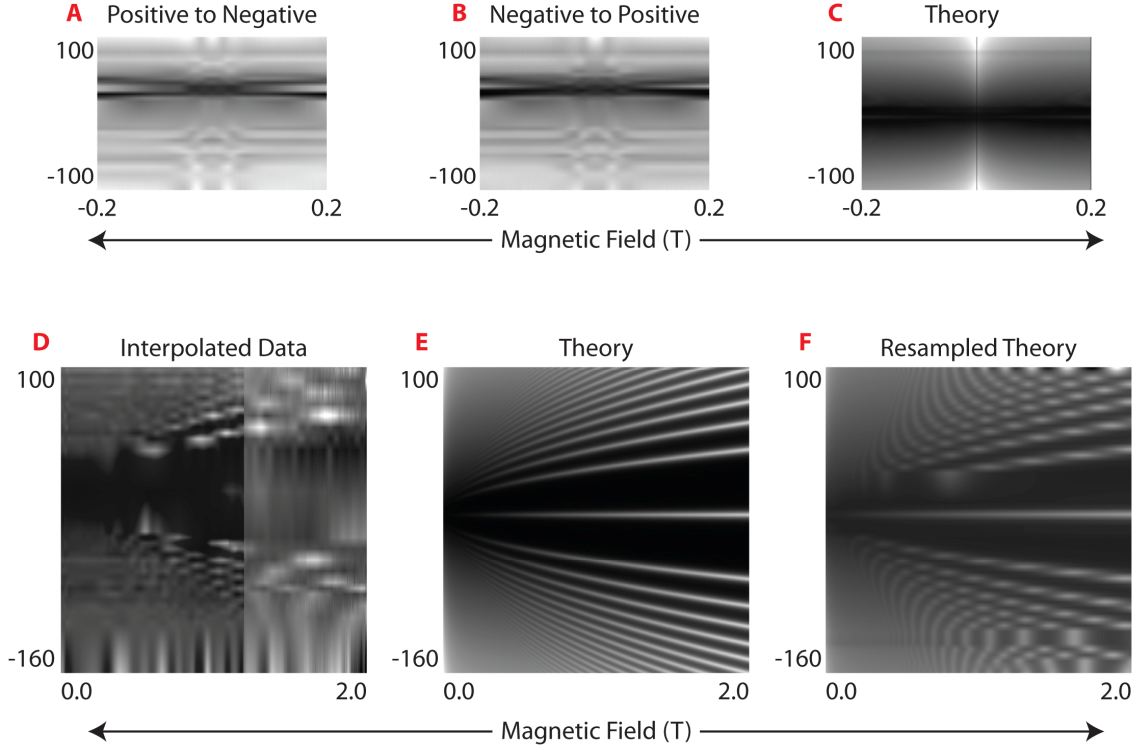 A Positive to Negative
B Negative to Positive
C Theory
100
-100
-0.2 0.2
100
-100
-0.2 0.2
100
-100
-0.2 0.2
Magnetic Field (T)
D Interpolated Data
E Theory
F Resampled Theory
100
-160
0.0 2.0
100
-160
0.0 2.0
100
-160
0.0 2.0
Magnetic Field (T)